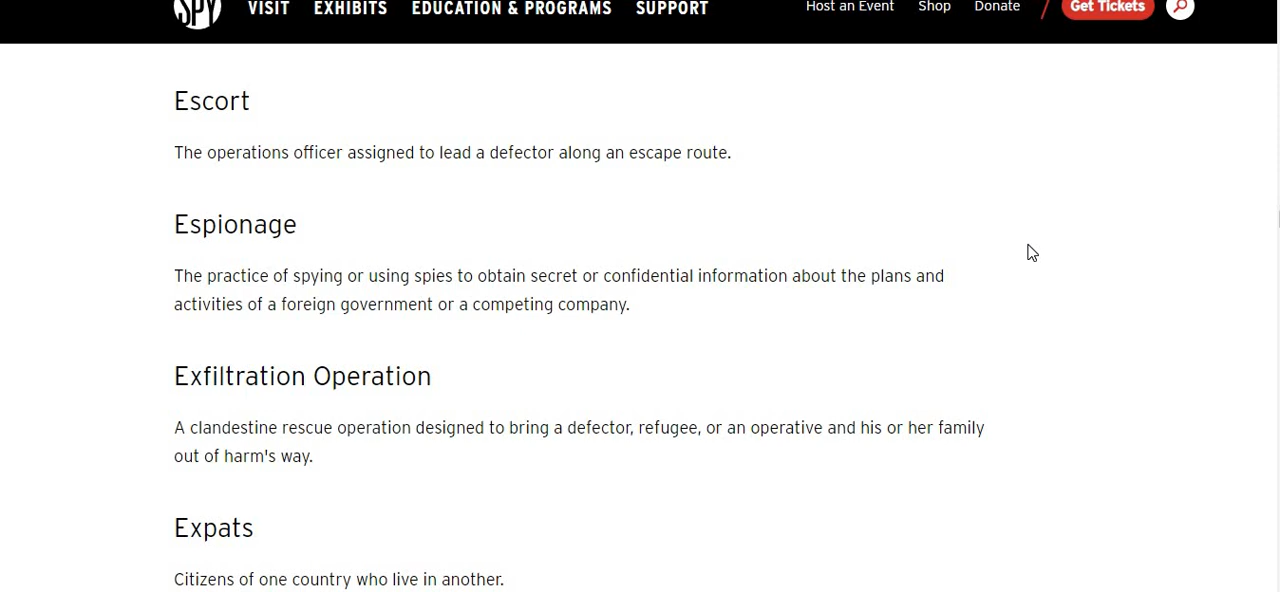 SPY VISIT EXHIBITS EDUCATION & PROGRAMS SUPPORT Host an Event Shop Donate Get Tickets
Escort
The operations officer assigned to lead a defector along an escape route.
Espionage
The practice of spying or using spies to obtain secret or confidential information about the plans and
activities of a foreign government or a competing company.
Exfiltration Operation
A clandestine rescue operation designed to bring a defector, refugee, or an operative and his or her family
out of harm's way.
Expats
Citizens of one country who live in another.